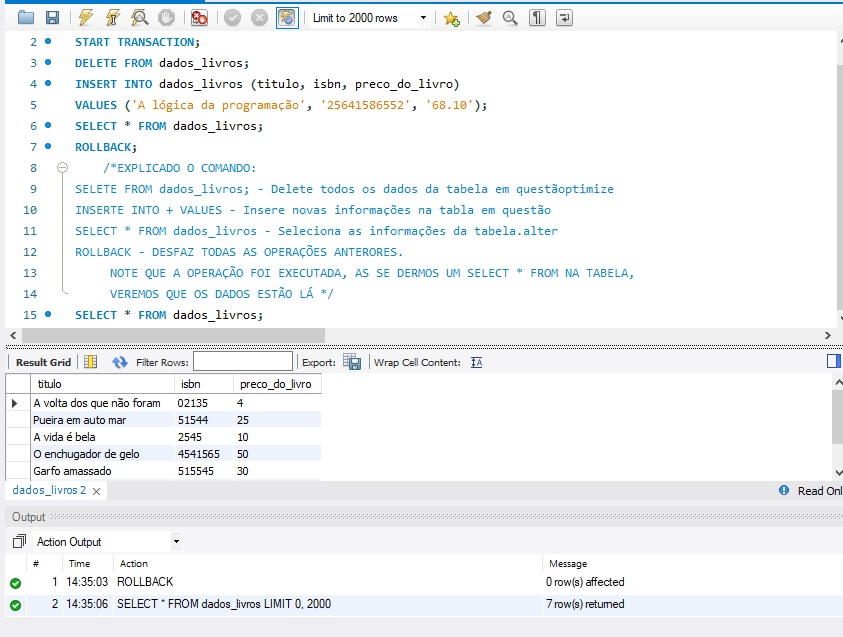 Limit to 2000 rows
2 START TRANSACTION;
3 DELETE FROM dados_livros;
4 INSERT INTO dados_livros (titulo, isbn, preco_do_livro)
5 VALUES ('A lógica da programação', '25641586552', '68.10');
6 SELECT * FROM dados_livros;
7 ROLLBACK;
8 /*EXPLICADO O COMANDO:
9 SELETE FROM dados_livros; - Delete todos os dados da tabela em questãoptimize
10 INSERTE INTO + VALUES - Insere novas informações na tabla em questão
11 SELECT * FROM dados_livros - Seleciona as informações da tabela.alter
12 ROLLBACK - DESFAZ TODAS AS OPERAÇÕES ANTERORES.
13 NOTE QUE A OPERAÇÃO FOI EXECUTADA, AS SE DERMOS UM SELECT * FROM NA TABELA,
14 VEREMOS QUE OS DADOS ESTÃO LÁ */
15 SELECT * FROM dados_livros;
Result Grid Filter Rows: Export: Wrap Cell Content:
titulo isbn preco_do_livro
A volta dos que não foram 02135 4
Pueira em auto mar 51544 25
A vida é bela 2545 10
O enchugador de gelo 4541565 50
Garfo amassado 515545 30
dados_livros 2 Read Onl
Output
Action Output
# Time Action Message
1 14:35:03 ROLLBACK 0 row(s) affected
2 14:35:06 SELECT * FROM dados_livros LIMIT 0, 2000 7 row(s) returned